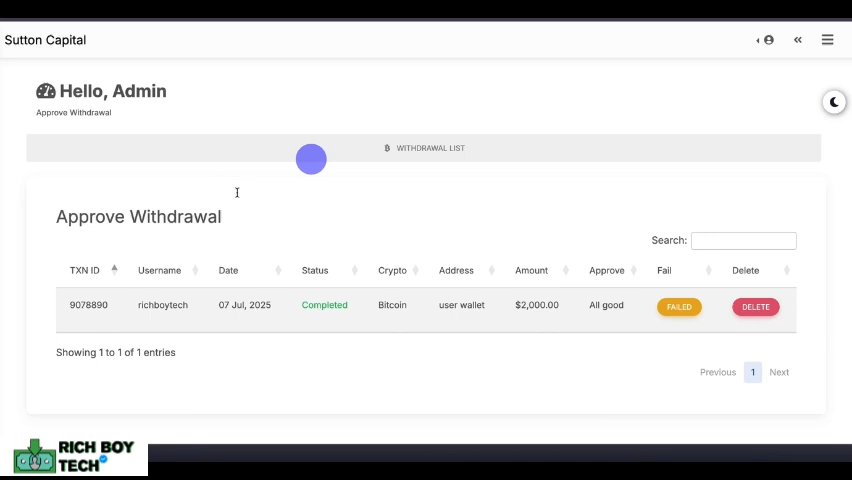 Sutton Capital
Hello, Admin
Approve Withdrawal
WITHDRAWAL LIST
Approve Withdrawal
Search:
TXN ID Username Date Status Crypto Address Amount Approve Fail Delete
9078890 richboytech 07 Jul, 2025 Completed Bitcoin user wallet $2,000.00 All good FAILED DELETE
Showing 1 to 1 of 1 entries
Previous 1 Next
RICH BOY
TECH